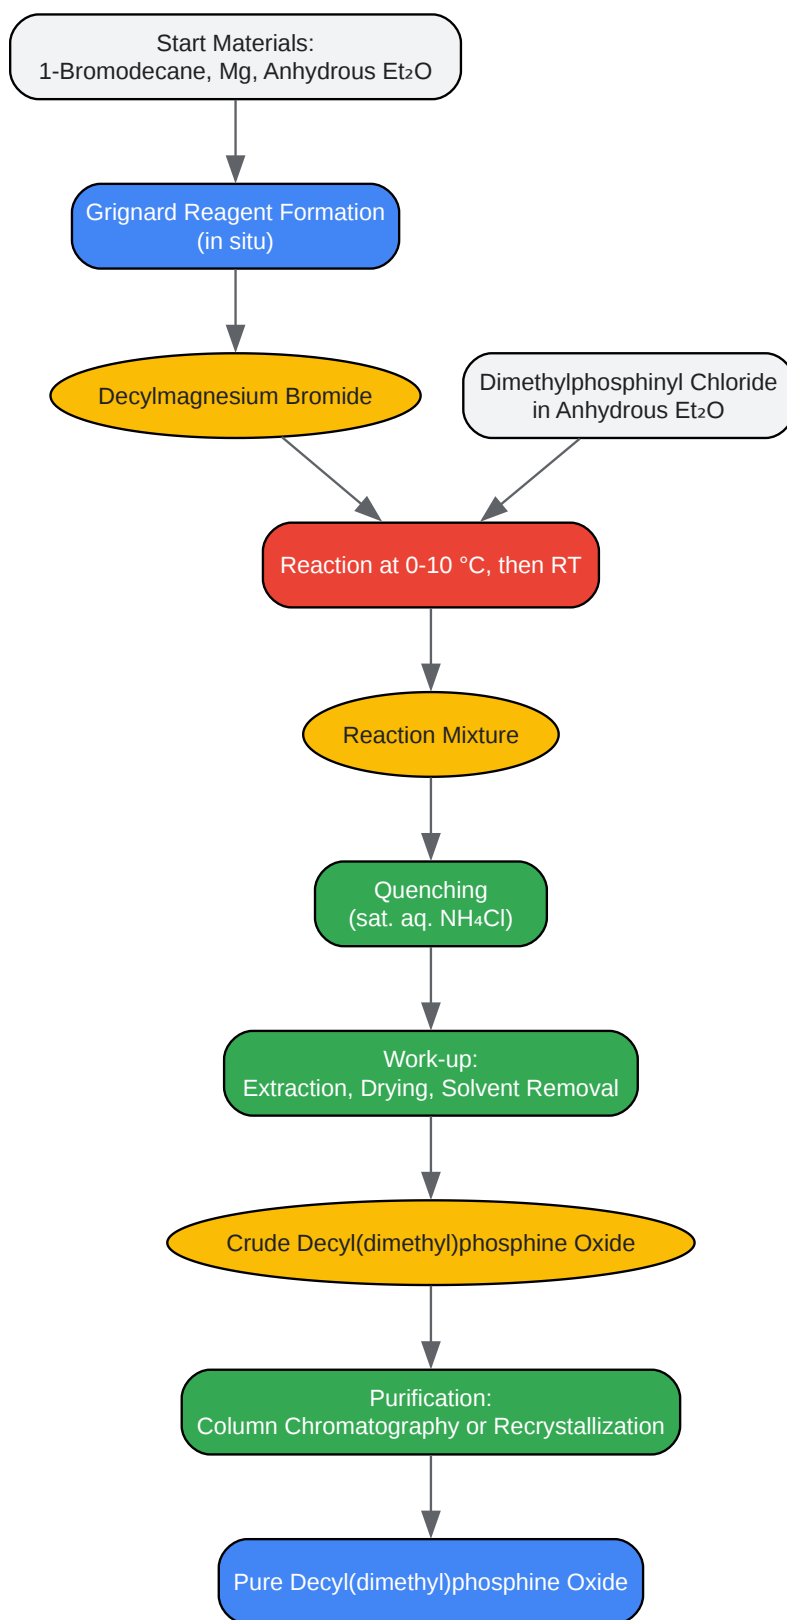 Start Materials:
1-Bromodecane, Mg, Anhydrous Et₂O
Grignard Reagent Formation
(in situ)
Decylmagnesium Bromide
Dimethylphosphinyl Chloride
in Anhydrous Et₂O
Reaction at 0-10 °C, then RT
Reaction Mixture
Quenching
(sat. aq. NH₄Cl)
Work-up:
Extraction, Drying, Solvent Removal
Crude Decyl(dimethyl)phosphine Oxide
Purification:
Column Chromatography or Recrystallization
Pure Decyl(dimethyl)phosphine Oxide